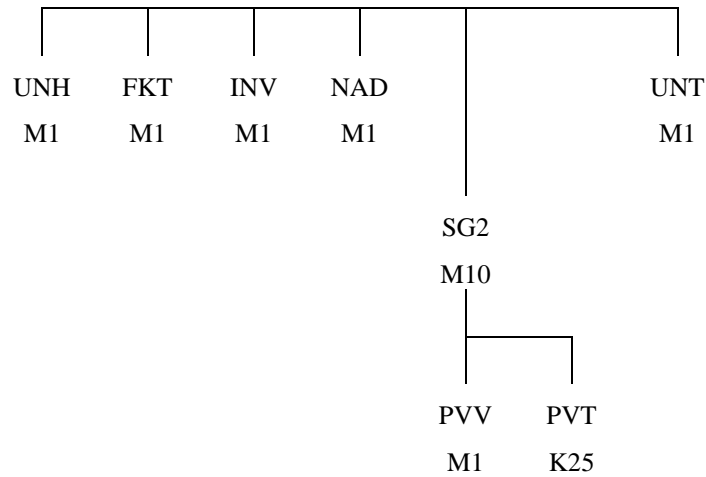 UNH FKT INV NAD UNT
M1 M1 M1 M1 M1
SG2
M10
PVV PVT
M1 K25